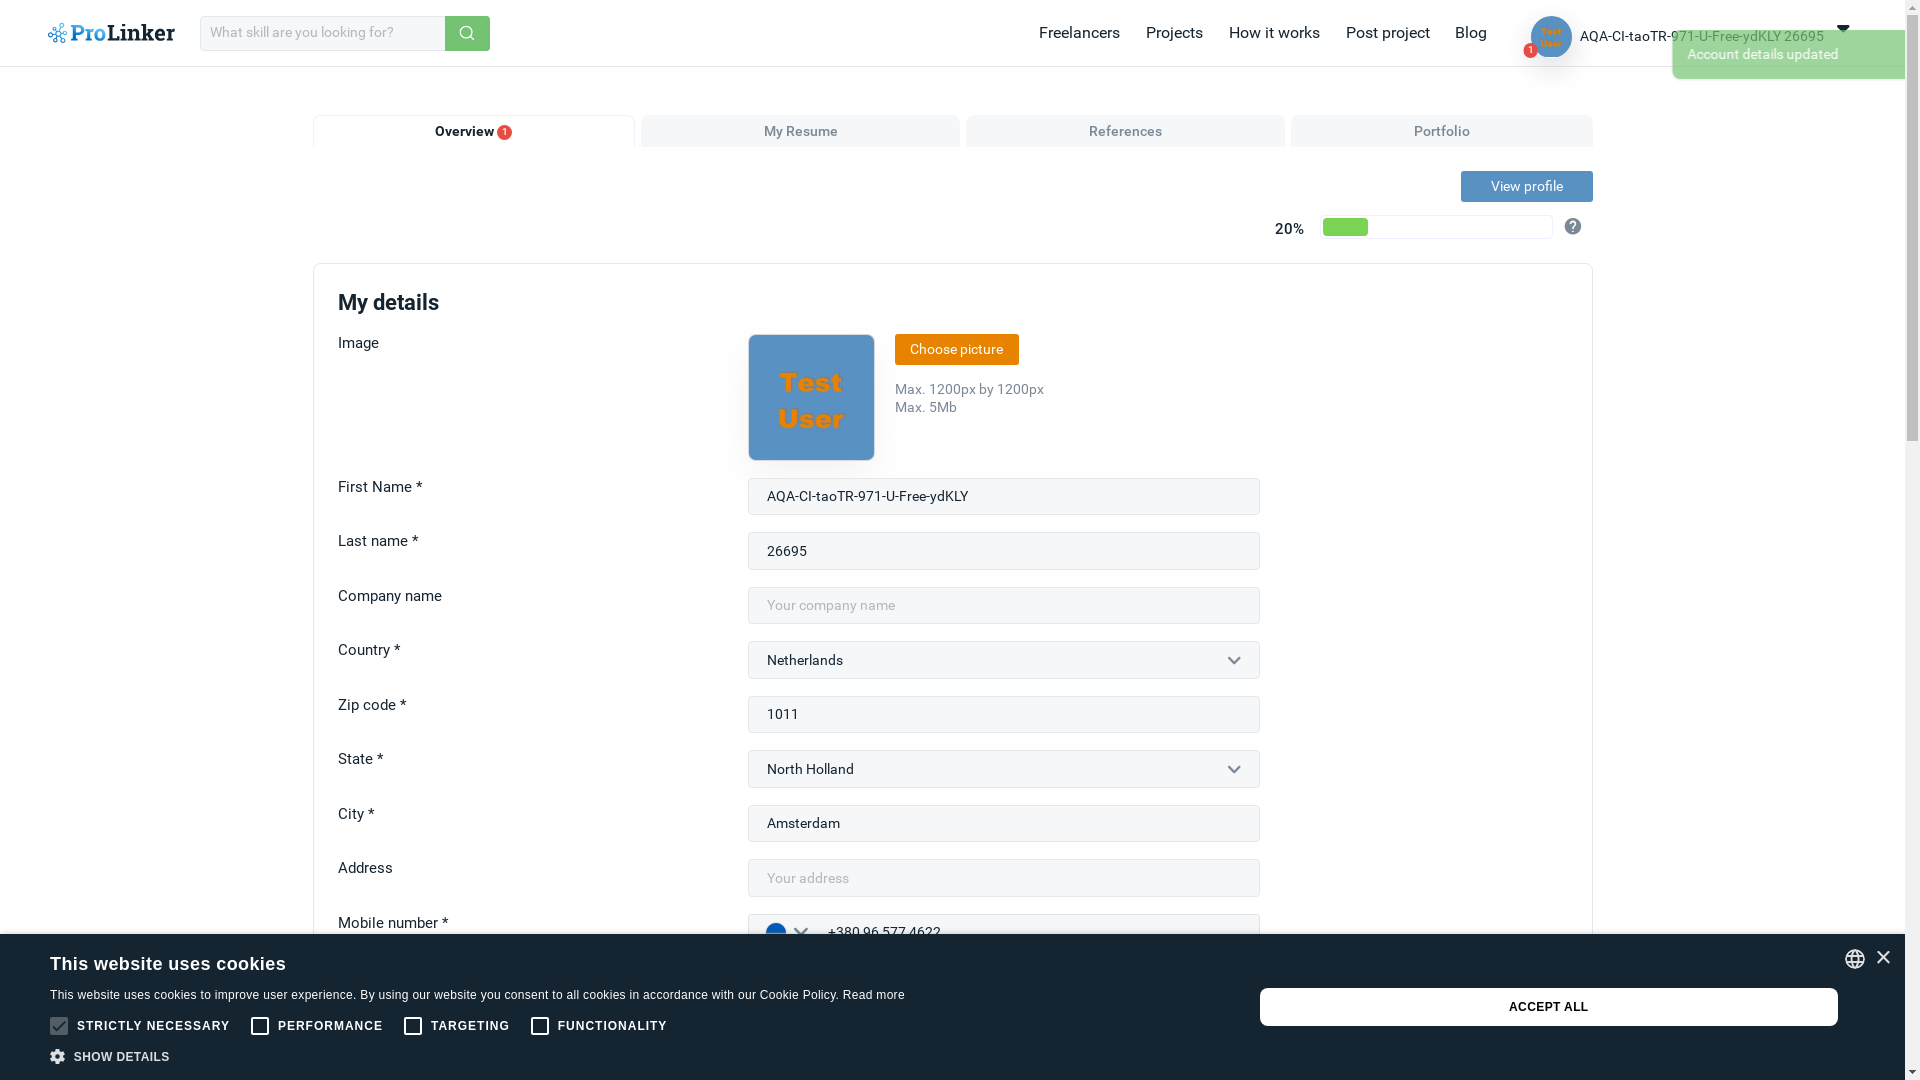 ProLinker
What skill are you looking for?
Freelancers
Projects
How it works
Post project
Blog
Test
User
1
AQA-CI-taoTR-971-U-Free-ydKLY 26695
Account details updated
Overview 1
My Resume
References
Portfolio
View profile
20%
?
My details
Image
Test
User
Choose picture
Max. 1200px by 1200px
Max. 5Mb
First Name *
AQA-CI-taoTR-971-U-Free-ydKLY
Last name *
26695
Company name
Your company name
Country *
Netherlands
Zip code *
1011
State *
North Holland
City *
Amsterdam
Address
Your address
Mobile number *
+380 96 577 4622
This website uses cookies
This website uses cookies to improve user experience. By using our website you consent to all cookies in accordance with our Cookie Policy. Read more
STRICTLY NECESSARY
PERFORMANCE
TARGETING
FUNCTIONALITY
SHOW DETAILS
ACCEPT ALL